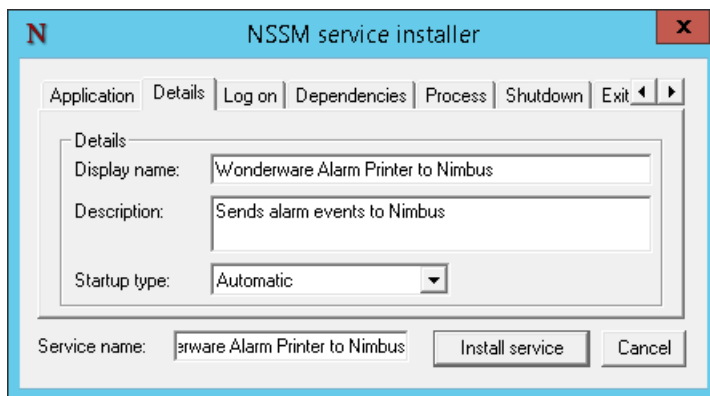 N NSSM service installer x
Application Details Log on Dependencies Process Shutdown Exit
Details
Display name: Wonderware Alarm Printer to Nimbus
Description: Sends alarm events to Nimbus
Startup type: Automatic
Service name: erware Alarm Printer to Nimbus Install service Cancel